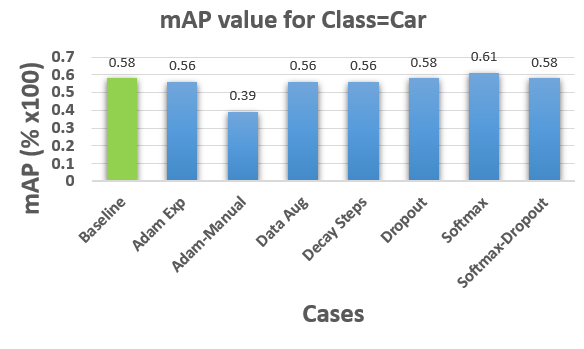 mAP value for Class=Car
mAP (% x100)
0.7
0.6
0.5
0.4
0.3
0.2
0.1
0
0.58
0.56
0.39
0.56
0.56
0.58
0.61
0.58
Baseline
Adam Exp
Adam-Manual
Data Aug
Decay Steps
Dropout
Softmax
Softmax-Dropout
Cases